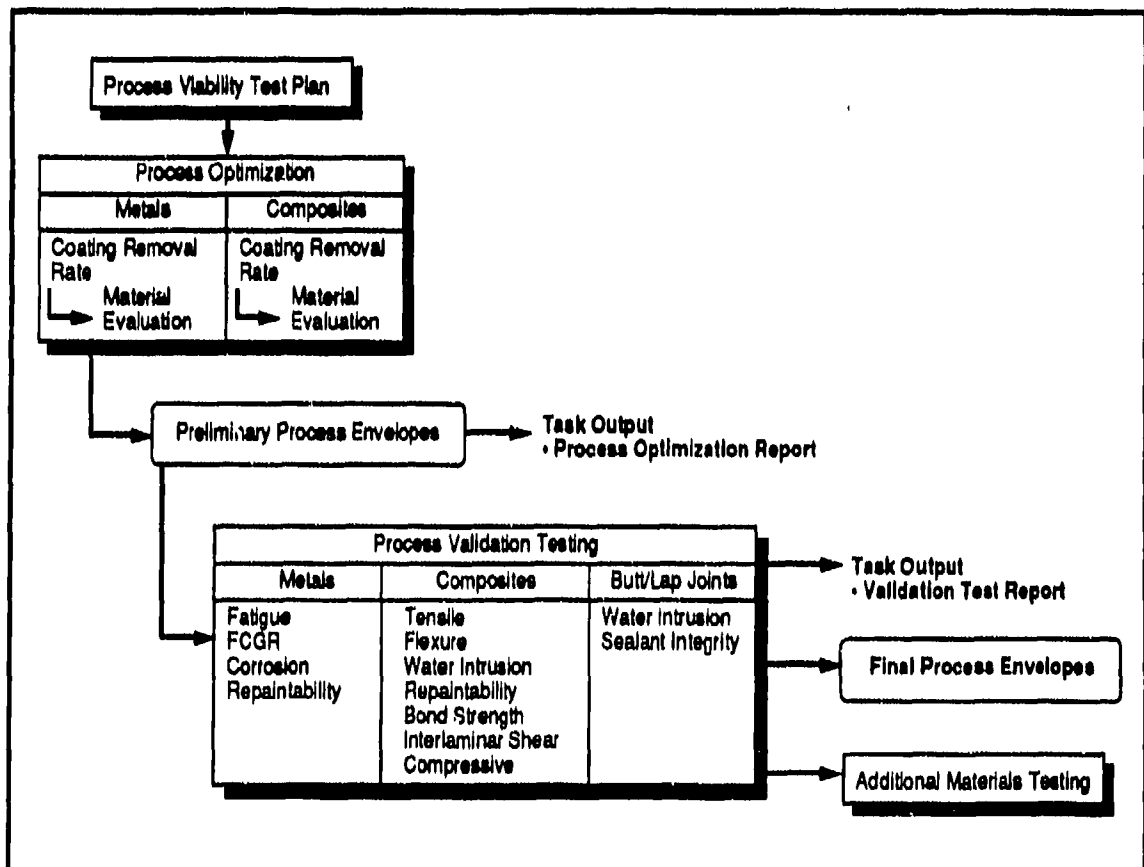 Process Viability Test Plan
Process Optimization
Metals
Coating Removal
Rate
Material
Evaluation
Composites
Coating Removal
Rate
Material
Evaluation
Preliminary Process Envelopes
Task Output
• Process Optimization Report
Process Validation Testing
Metals
Fatigue
FCGR
Corrosion
Repaintability
Composites
Tensile
Flexure
Water Intrusion
Repaintability
Bond Strength
Interlaminar Shear
Compressive
Butt/Lap Joints
Water Intrusion
Sealant Integrity
Task Output
• Validation Test Report
Final Process Envelopes
Additional Materials Testing